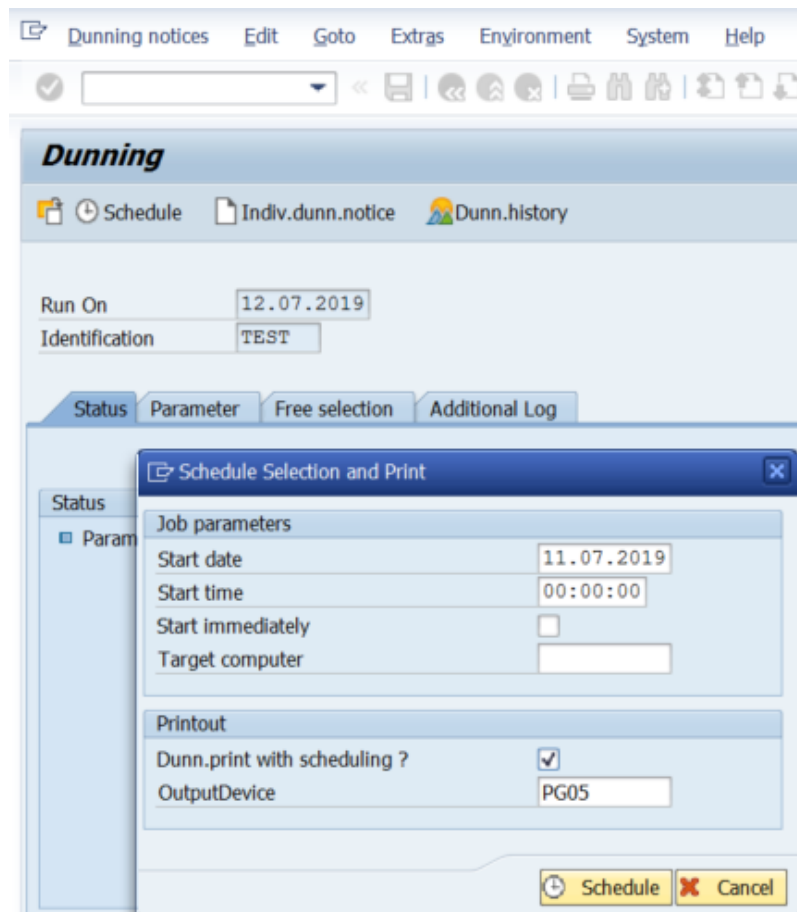 Dunning notices Edit Goto Extras Environment System Help
Dunning
Schedule Indiv.dunn.notice Dunn.history
Run On 12.07.2019
Identification TEST
Status Parameter Free selection Additional Log
Schedule Selection and Print
Status
Job parameters
Param
Start date 11.07.2019
Start time 00:00:00
Start immediately
Target computer
Printout
Dunn.print with scheduling ?
OutputDevice PG05
Schedule Cancel